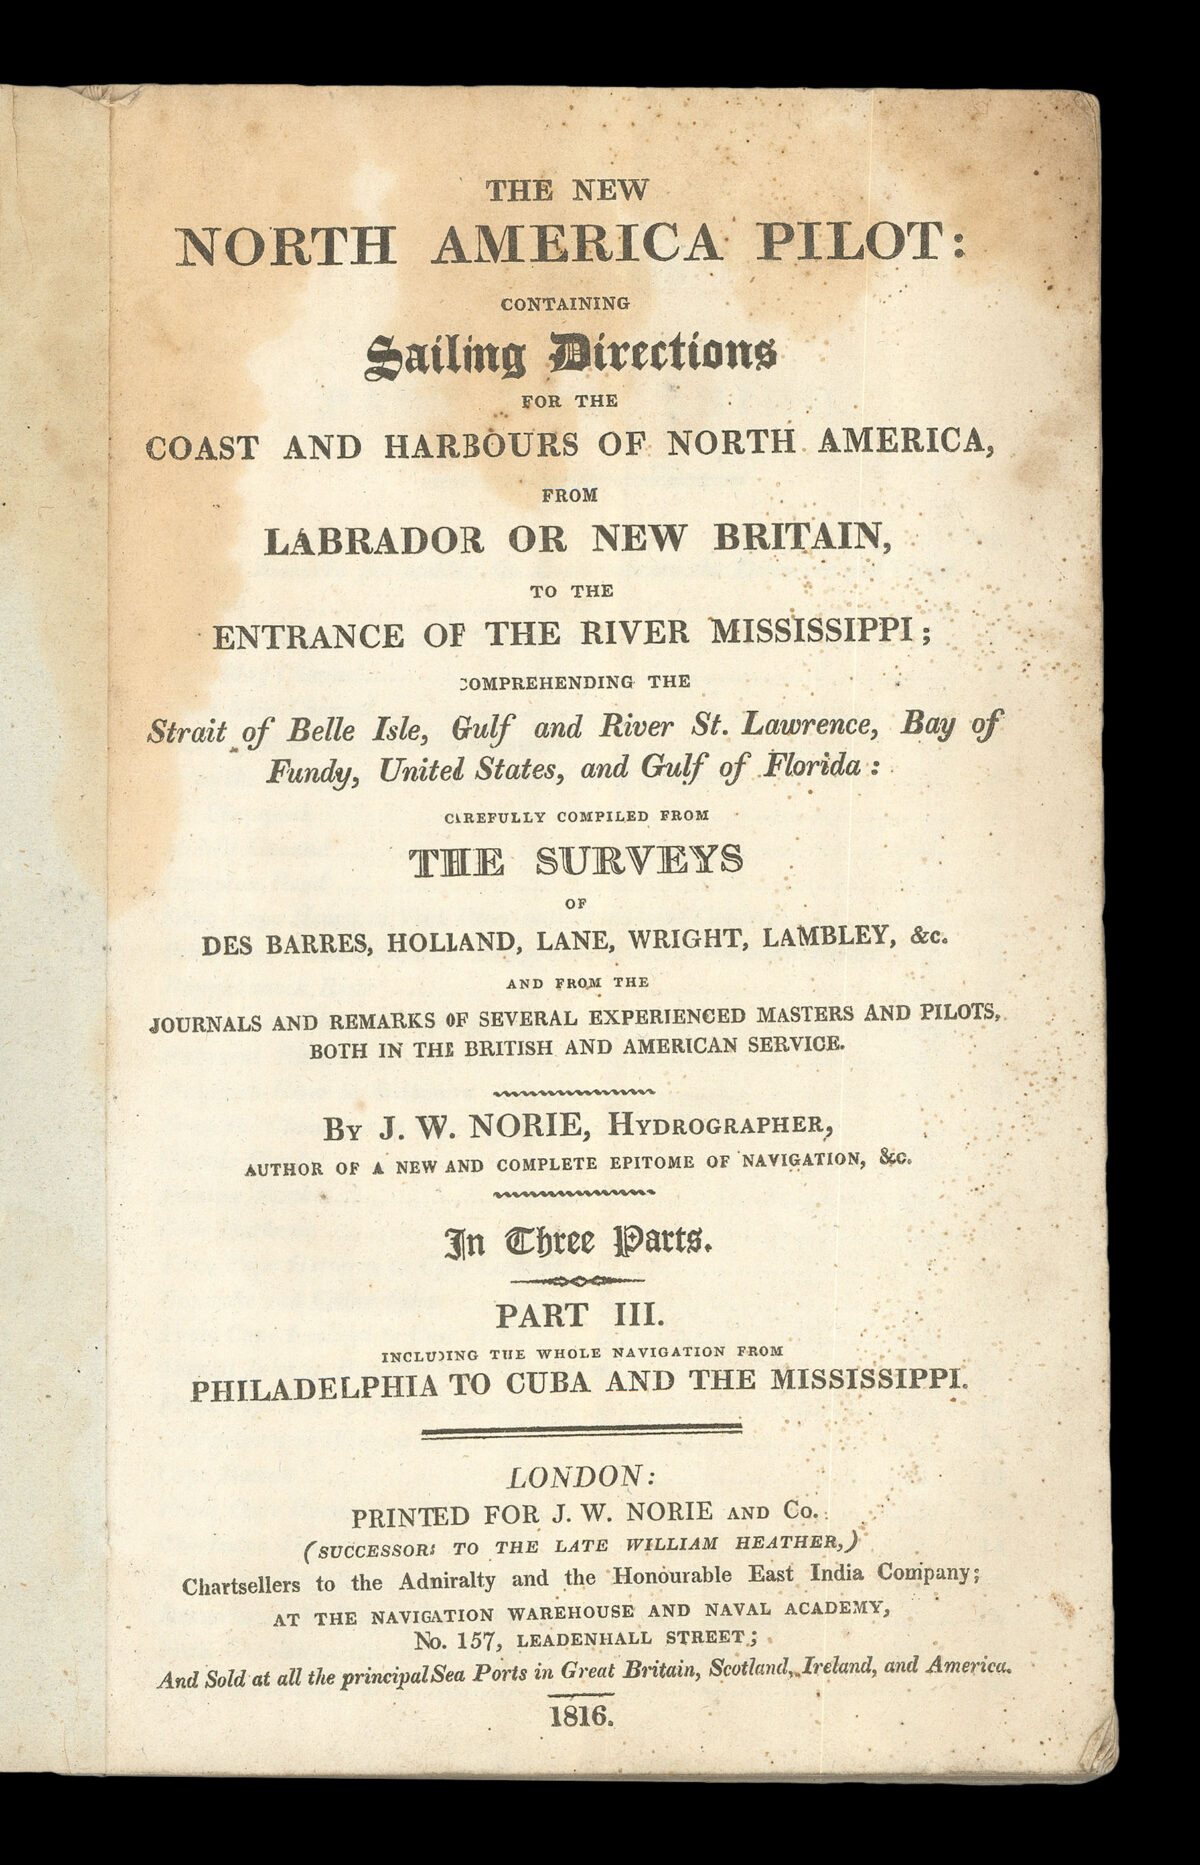 THE NEW
NORTH AMERICA PILOT:
CONTAINING
Sailing Directions
FOR THE
COAST AND HARBOURS OF NORTH AMERICA,
FROM
LABRADOR OR NEW BRITAIN,
TO THE
ENTRANCE OF THE RIVER MISSISSIPPI;
COMPREHENDING THE
Strait of Belle Isle, Gulf and River St. Lawrence, Bay of
Fundy, United States, and Gulf of Florida:
CAREFULLY COMPILED FROM
THE SURVEYS
OF
DES BARRES, HOLLAND, LANE, WRIGHT, LAMBLEY, &c.
AND FROM THE
JOURNALS AND REMARKS OF SEVERAL EXPERIENCED MASTERS AND PILOTS,
BOTH IN THE BRITISH AND AMERICAN SERVICE.
BY J. W. NORIE, HYDROGRAPHER,
AUTHOR OF A NEW AND COMPLETE EPITOME OF NAVIGATION, &c.
In Three Parts.
PART III.
INCLUDING THE WHOLE NAVIGATION FROM
PHILADELPHIA TO CUBA AND THE MISSISSIPPI.
LONDON:
PRINTED FOR J. W. NORIE AND Co.
(SUCCESSORS TO THE LATE WILLIAM HEATHER,)
Chartsellers to the Admiralty and the Honourable East India Company;
AT THE NAVIGATION WAREHOUSE AND NAVAL ACADEMY,
No. 157, LEADENHALL STREET;
And Sold at all the principal Sea Ports in Great Britain, Scotland, Ireland, and America.
1816.